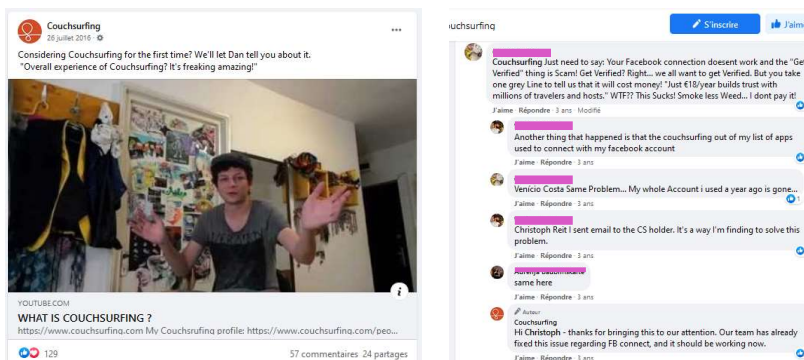 Couchsurfing
26 juillet 2016
Considering Couchsurfing for the first time? We'll let Dan tell you about it.
"Overall experience of Couchsurfing? It's freaking amazing!"
YOUTUBE.COM
WHAT IS COUCHSURFING ?
https://www.couchsurfing.com My Couchsrufing profile: https://www.couchsurfing.com/peo...
129
57 commentaires 24 partages
ouchsurfing
S'inscrire
J'aime
Couchsurfing Just need to say: Your Facebook connection doesent work and the "Get
Verified" thing is Scam! Get Verified? Right... we all want to get Verified. But you take
one grey Line to tell us that it will cost money! "Just €18/year builds trust with
millions of travelers and hosts." WTF?? This Sucks! Smoke less Weed... I dont pay it!
J'aime · Répondre · 3 ans · Modifié
Another thing that happened is that the couchsurfing out of my list of apps
used to connect with my facebook account
J'aime · Répondre · 3 ans
Venício Costa Same Problem... My whole Account i used a year ago is gone...
1
J'aime · Répondre · 3 ans
Christoph Reit I sent email to the CS holder. It's a way I'm finding to solve this
problem.
J'aime · Répondre · 3 ans
same here
J'aime · Répondre · 3 ans
Auteur
Couchsurfing
Hi Christoph - thanks for bringing this to our attention. Our team has already
fixed this issue regarding FB connect, and it should be working now.
J'aime · Répondre · 3 ans